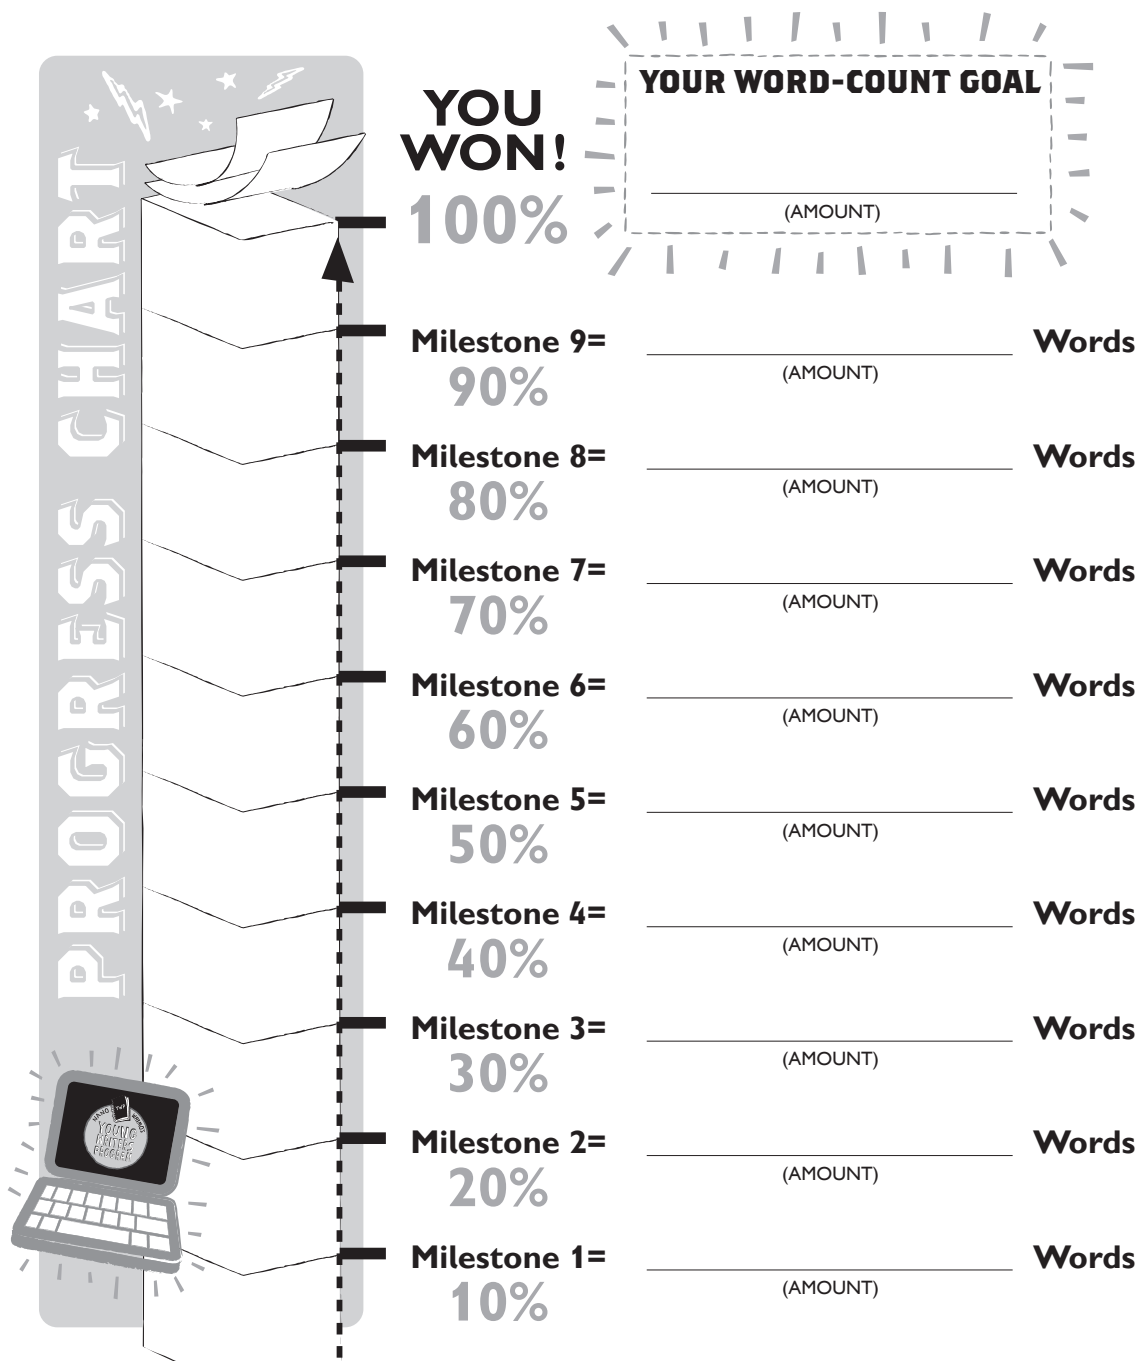 YOUR WORD-COUNT GOAL
(AMOUNT)
YOU
WON!
100%
PROGRESS CHART
Milestone 9= Words
(AMOUNT)
90%
Milestone 8= Words
(AMOUNT)
80%
Milestone 7= Words
(AMOUNT)
70%
Milestone 6= Words
(AMOUNT)
60%
Milestone 5= Words
(AMOUNT)
50%
Milestone 4= Words
(AMOUNT)
40%
Milestone 3= Words
(AMOUNT)
30%
Milestone 2= Words
(AMOUNT)
20%
Milestone 1= Words
(AMOUNT)
10%
NANO YWP WRIMO'S
YOUNG
WRITERS
PROGRAM